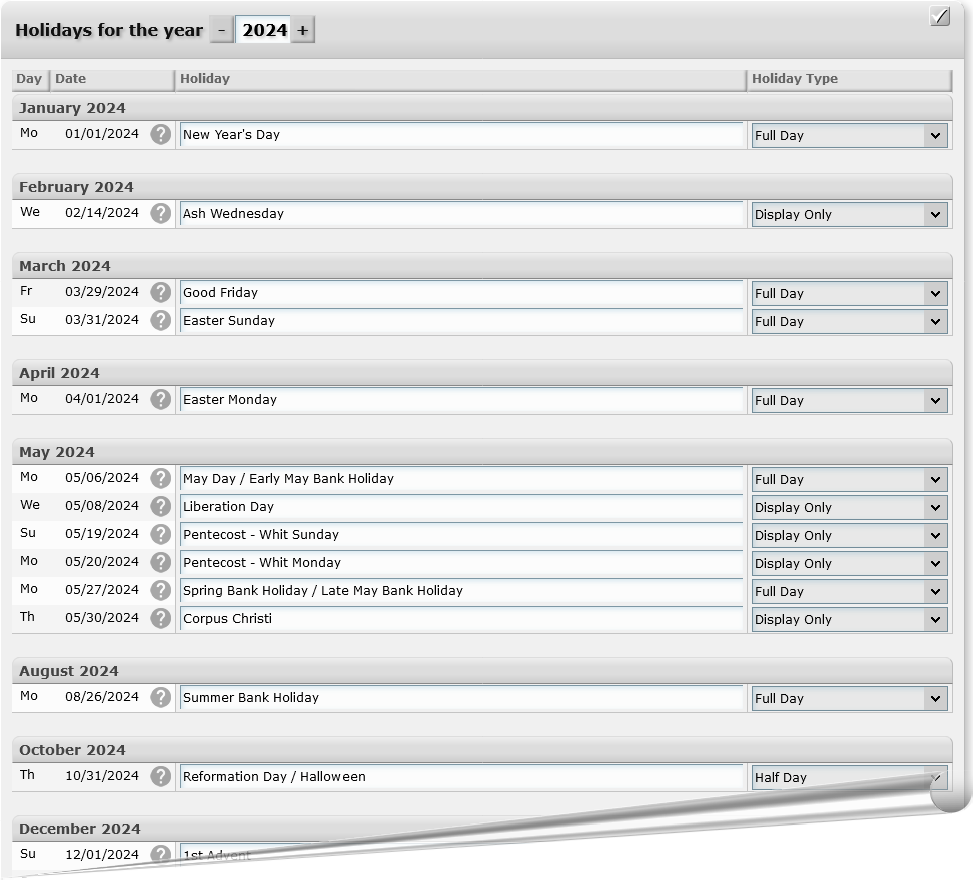 Holidays for the year - 2024 +
Day Date Holiday Holiday Type
January 2024
Mo 01/01/2024 ? New Year's Day Full Day
February 2024
We 02/14/2024 ? Ash Wednesday Display Only
March 2024
Fr 03/29/2024 ? Good Friday Full Day
Su 03/31/2024 ? Easter Sunday Full Day
April 2024
Mo 04/01/2024 ? Easter Monday Full Day
May 2024
Mo 05/06/2024 ? May Day / Early May Bank Holiday Full Day
We 05/08/2024 ? Liberation Day Display Only
Su 05/19/2024 ? Pentecost - Whit Sunday Display Only
Mo 05/20/2024 ? Pentecost - Whit Monday Display Only
Mo 05/27/2024 ? Spring Bank Holiday / Late May Bank Holiday Full Day
Th 05/30/2024 ? Corpus Christi Display Only
August 2024
Mo 08/26/2024 ? Summer Bank Holiday Full Day
October 2024
Th 10/31/2024 ? Reformation Day / Halloween Half Day
December 2024
Su 12/01/2024 ? 1st Advent